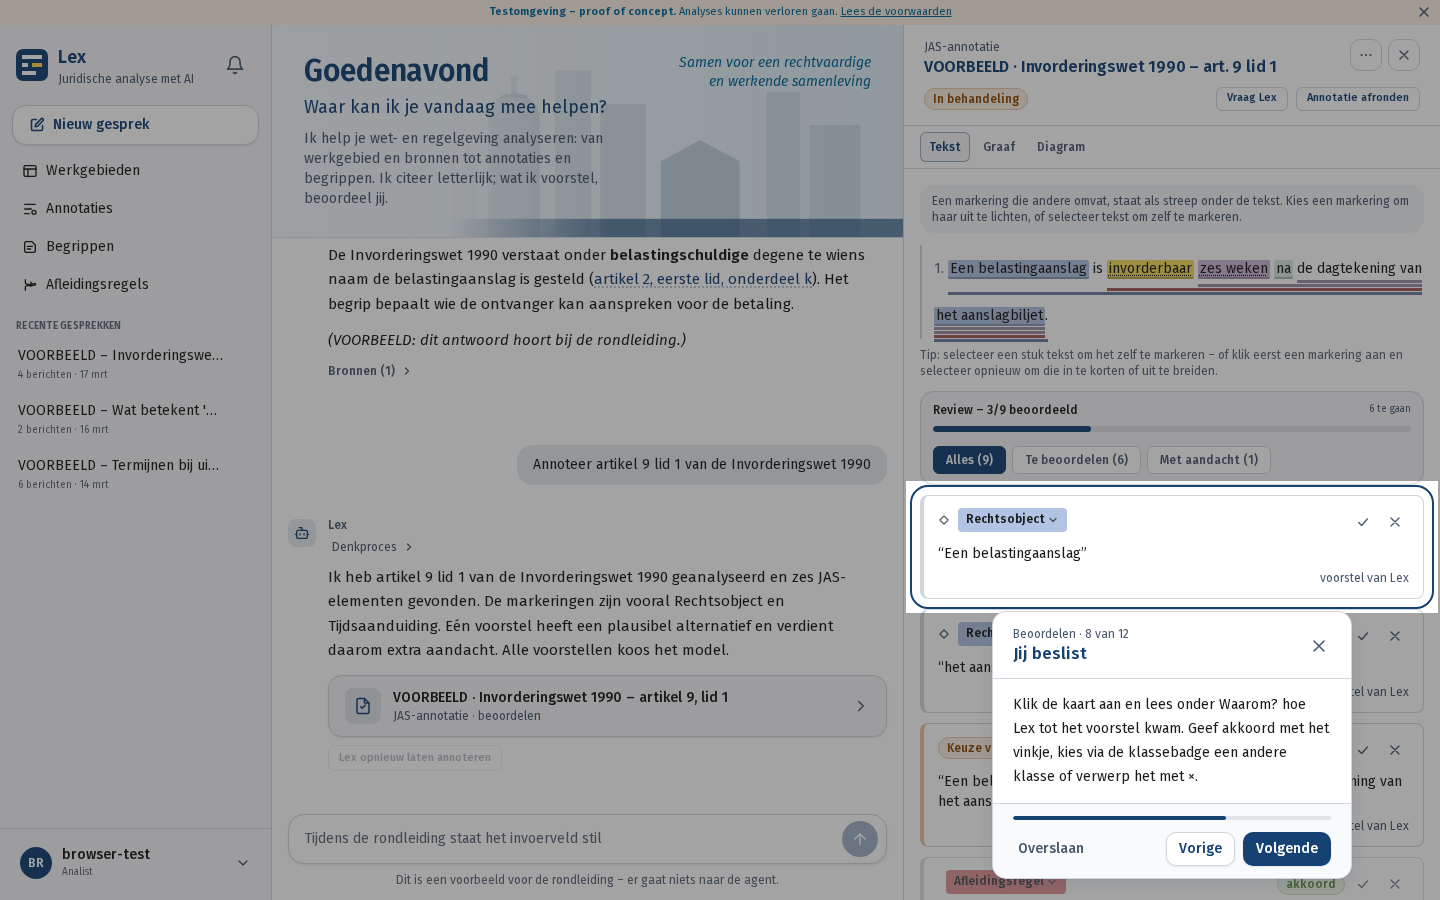 Testomgeving – proof of concept. Analyses kunnen verloren gaan. Lees de voorwaarden
Lex
Juridische analyse met AI
Nieuw gesprek
Werkgebieden
Annotaties
Begrippen
Afleidingsregels
RECENTE GESPREKKEN
VOORBEELD – Invorderingswe...
4 berichten · 17 mrt
VOORBEELD – Wat betekent '...
2 berichten · 16 mrt
VOORBEELD – Termijnen bij ui...
6 berichten · 14 mrt
BR
browser-test
Analist
Goedenavond
Waar kan ik je vandaag mee helpen?
Ik help je wet- en regelgeving analyseren: van
werkgebied en bronnen tot annotaties en
begrippen. Ik citeer letterlijk; wat ik voorstel,
beoordeel jij.
Samen voor een rechtvaardige
en werkende samenleving
De Invorderingswet 1990 verstaat onder belastingschuldige degene te wiens
naam de belastingaanslag is gesteld (artikel 2, eerste lid, onderdeel k). Het
begrip bepaalt wie de ontvanger kan aanspreken voor de betaling.
(VOORBEELD: dit antwoord hoort bij de rondleiding.)
Bronnen (1)
Annoteer artikel 9 lid 1 van de Invorderingswet 1990
Lex
Denkproces
Ik heb artikel 9 lid 1 van de Invorderingswet 1990 geanalyseerd en zes JAS-
elementen gevonden. De markeringen zijn vooral Rechtsobject en
Tijdsaanduiding. Eén voorstel heeft een plausibel alternatief en verdient
daarom extra aandacht. Alle voorstellen koos het model.
VOORBEELD · Invorderingswet 1990 – artikel 9, lid 1
JAS-annotatie · beoordelen
Lex opnieuw laten annoteren
Tijdens de rondleiding staat het invoerveld stil
Dit is een voorbeeld voor de rondleiding – er gaat niets naar de agent.
JAS-annotatie
VOORBEELD · Invorderingswet 1990 – art. 9 lid 1
In behandeling
Vraag Lex
Annotatie afronden
Tekst
Graaf
Diagram
Een markering die andere omvat, staat als streep onder de tekst. Kies een markering om
haar uit te lichten, of selecteer tekst om zelf te markeren.
1. Een belastingaanslag is invorderbaar zes weken na de dagtekening van
het aanslagbiljet.
Tip: selecteer een stuk tekst om het zelf te markeren – of klik eerst een markering aan en
selecteer opnieuw om die in te korten of uit te breiden.
Review – 3/9 beoordeeld
6 te gaan
Alles (9)
Te beoordelen (6)
Met aandacht (1)
Rechtsobject
“Een belastingaanslag”
voorstel van Lex
Rech
“het aan
tel van Lex
Keuze v
“Een bel
ning van
het aans
tel van Lex
Afleidingsregel
akkoord
Beoordelen · 8 van 12
Jij beslist
Klik de kaart aan en lees onder Waarom? hoe
Lex tot het voorstel kwam. Geef akkoord met het
vinkje, kies via de klassebadge een andere
klasse of verwerp het met ×.
Overslaan
Vorige
Volgende